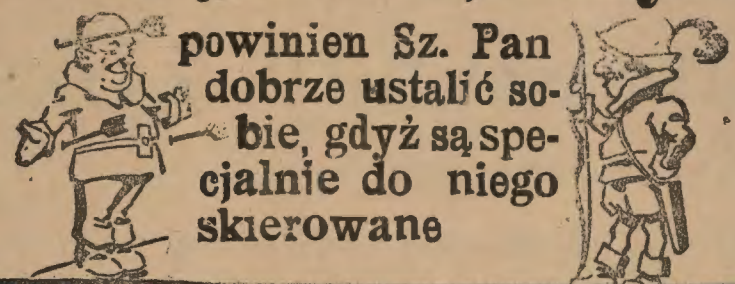 powinien Sz. Pan
dobrze ustalić so-
bie, gdyż są spe-
cjalnie do niego
skierowane